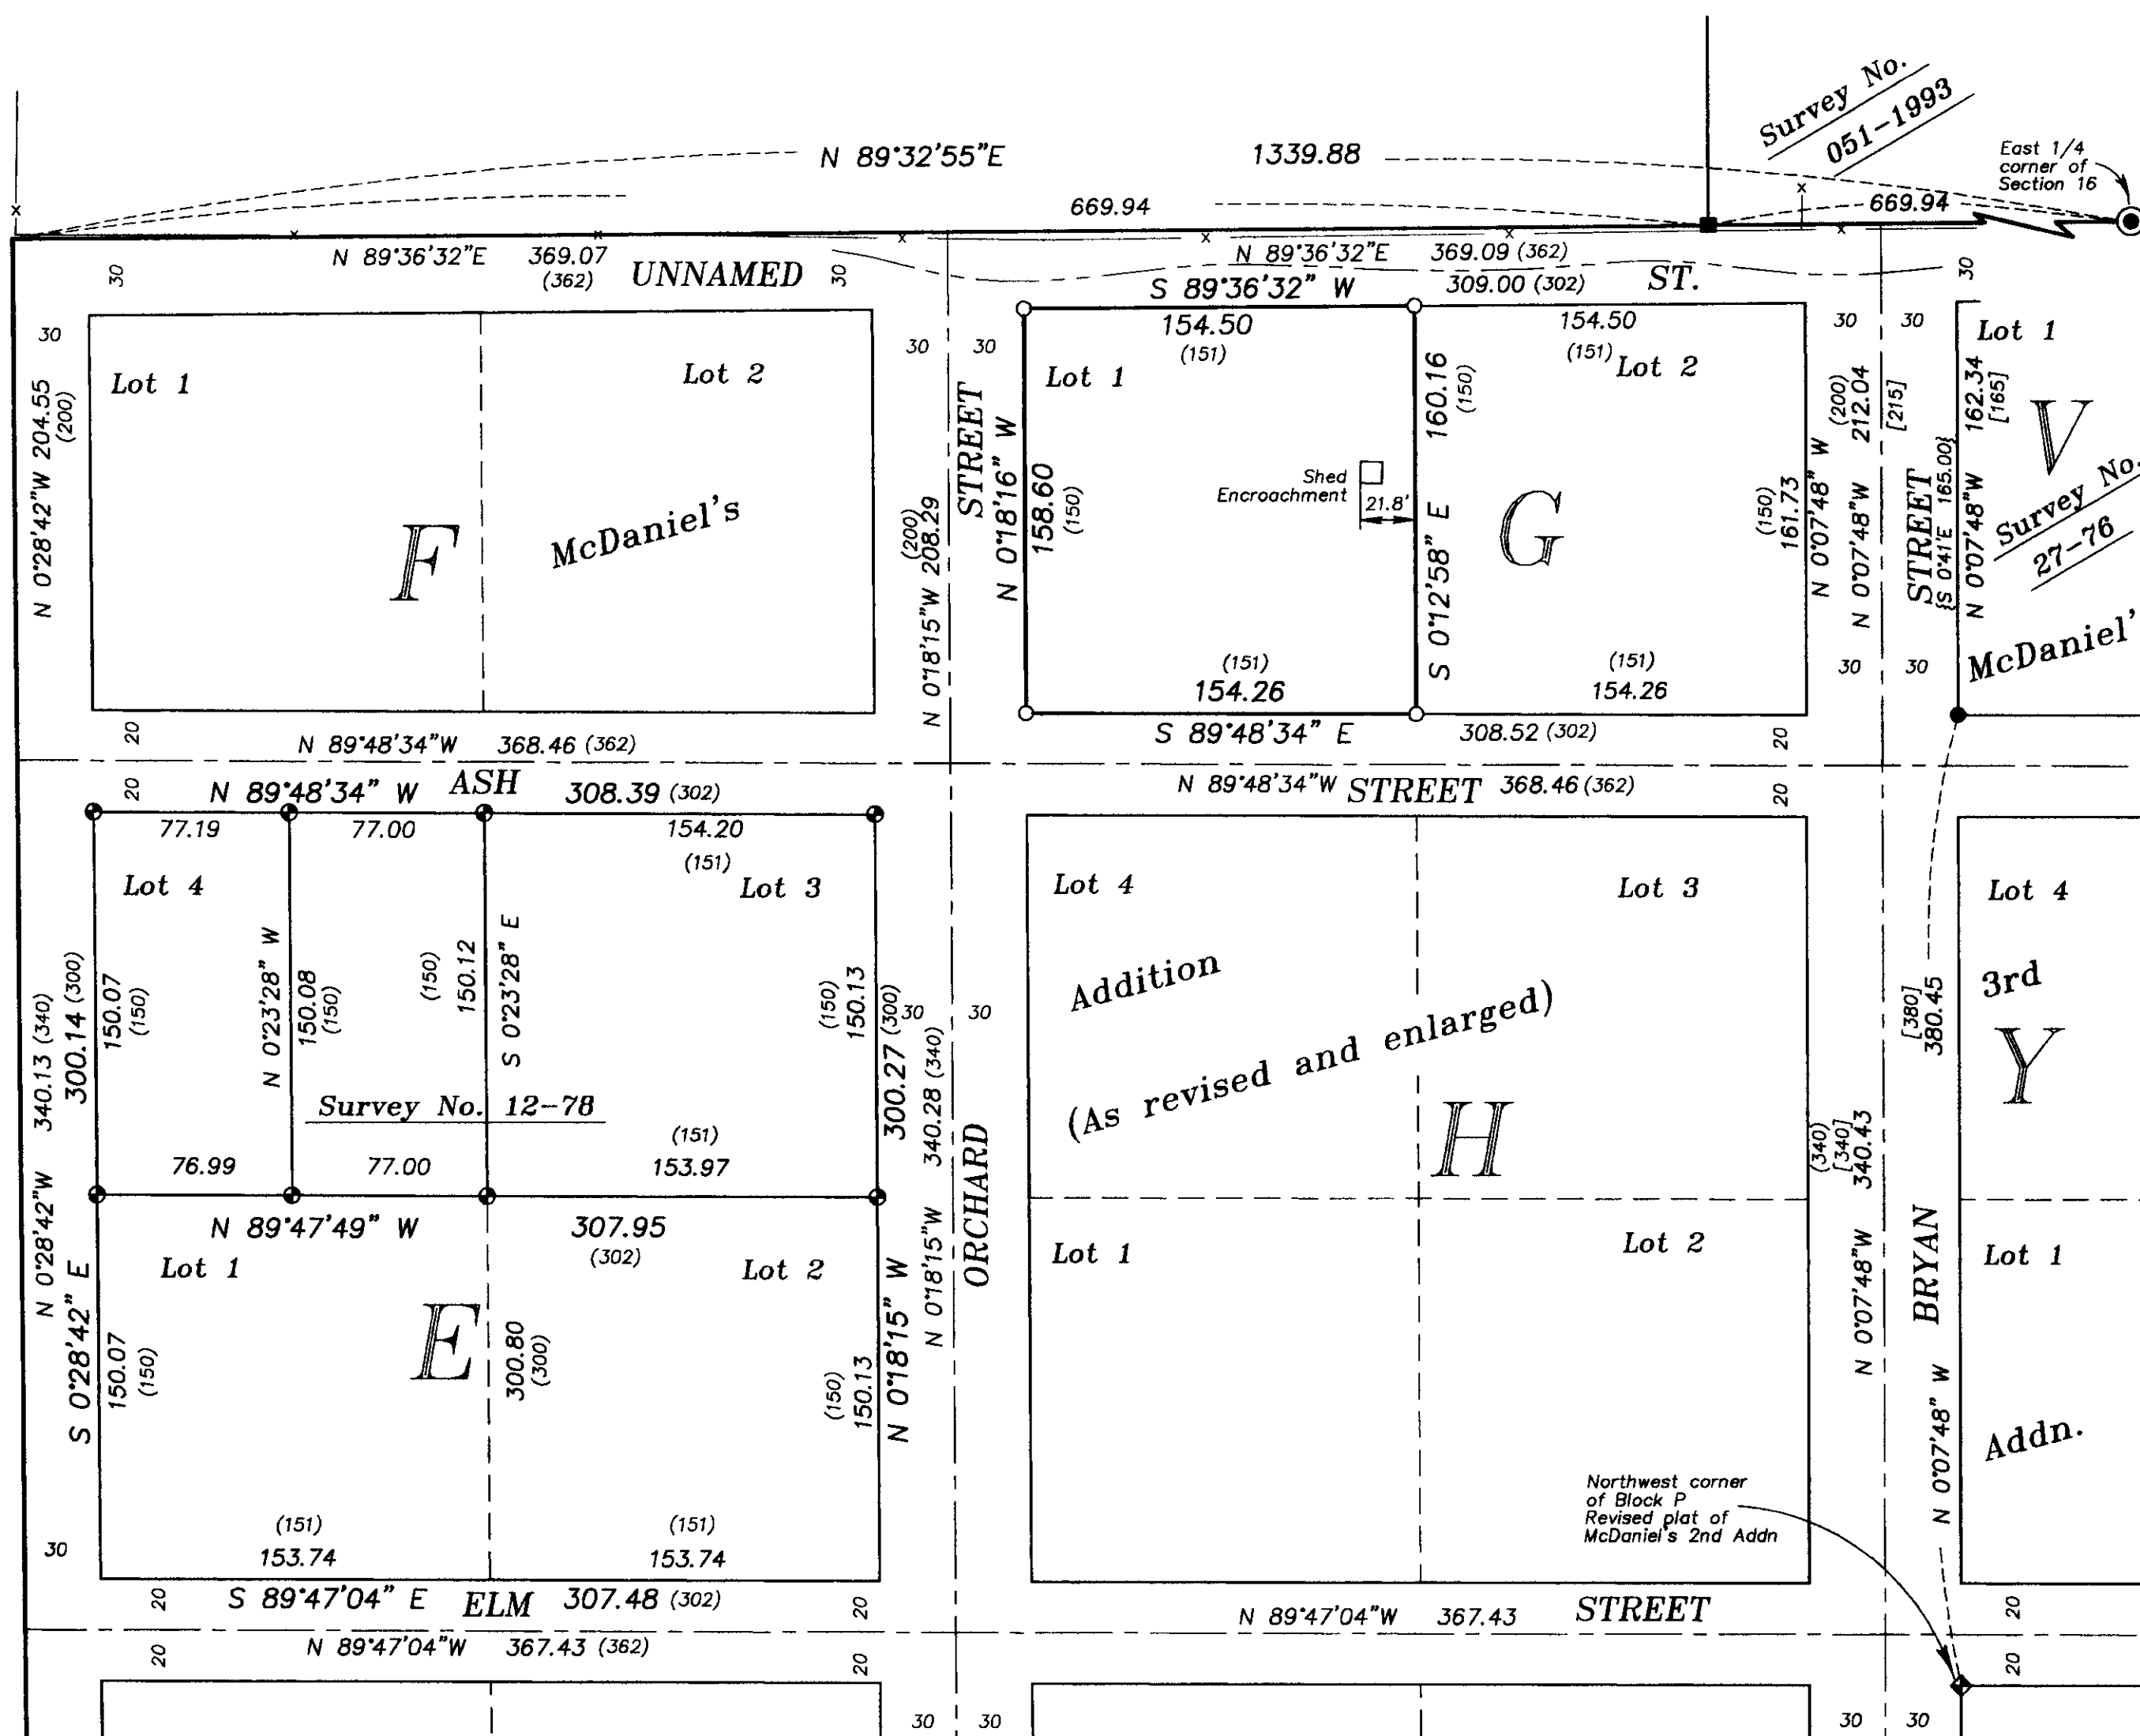 Survey No.
051-1993
East 1/4
corner of
Section 16
N 89°32'55"E 1339.88
669.94
669.94
N 89°36'32"E 369.07
(362)
N 89°36'32"E 369.09 (362)
30
UNNAMED
30
ST.
30
S 89°36'32" W 309.00 (302)
154.50
(151)
154.50
(151)
30
Lot 1
Lot 2
30
30
Lot 1
Lot 2
30
30
Lot 1
N 0°28'42"W 204.55
(200)
F
McDaniel's
(200)
N 0°18'15"W 208.29
STREET
N 0°18'16" W
158.60
(150)
Shed
Encroachment
21.8'
160.16
(150)
S 0°12'58" E
G
(150)
161.73
N 0°07'48" W
(200)
N 0°07'48"W 212.04
[215]
STREET
{S 0°41'E 165.00}
N 0°07'48"W 162.34
[165]
V
Survey No.
27-76
McDaniel'
30
30
(151)
154.26
(151)
154.26
S 89°48'34" E 308.52 (302)
20
20
N 89°48'34"W 368.46 (362)
ASH
N 89°48'34"W STREET 368.46 (362)
20
20
N 89°48'34" W 308.39 (302)
77.19
77.00
154.20
(151)
Lot 4
Lot 3
Lot 4
Lot 3
Lot 4
N 0°28'42"W 340.13 (340)
300.14 (300)
150.07
(150)
N 0°23'28" W
150.08
(150)
(150)
150.12
S 0°23'28" E
(150)
150.13
300.27 (300)
30
30
N 0°18'15"W 340.28 (340)
Addition
(As revised and enlarged)
H
(340)
[340]
N 0°07'48"W 340.43
[380]
380.45
3rd
Y
Survey No. 12-78
76.99
77.00
(151)
153.97
N 89°47'49" W 307.95
(302)
Lot 1
Lot 2
Lot 1
Lot 2
Lot 1
ORCHARD
BRYAN
S 0°28'42" E
150.07
(150)
E
300.80
(300)
(150)
150.13
N 0°18'15" W
N 0°18'15"W
N 0°07'48" W
Addn.
Northwest corner
of Block P
Revised plat of
McDaniel's 2nd Addn
30
(151)
153.74
(151)
153.74
S 89°47'04" E ELM 307.48 (302)
20
20
N 89°47'04"W 367.43 STREET
20
N 89°47'04"W 367.43 (362)
20
20
20
30
30
30
30